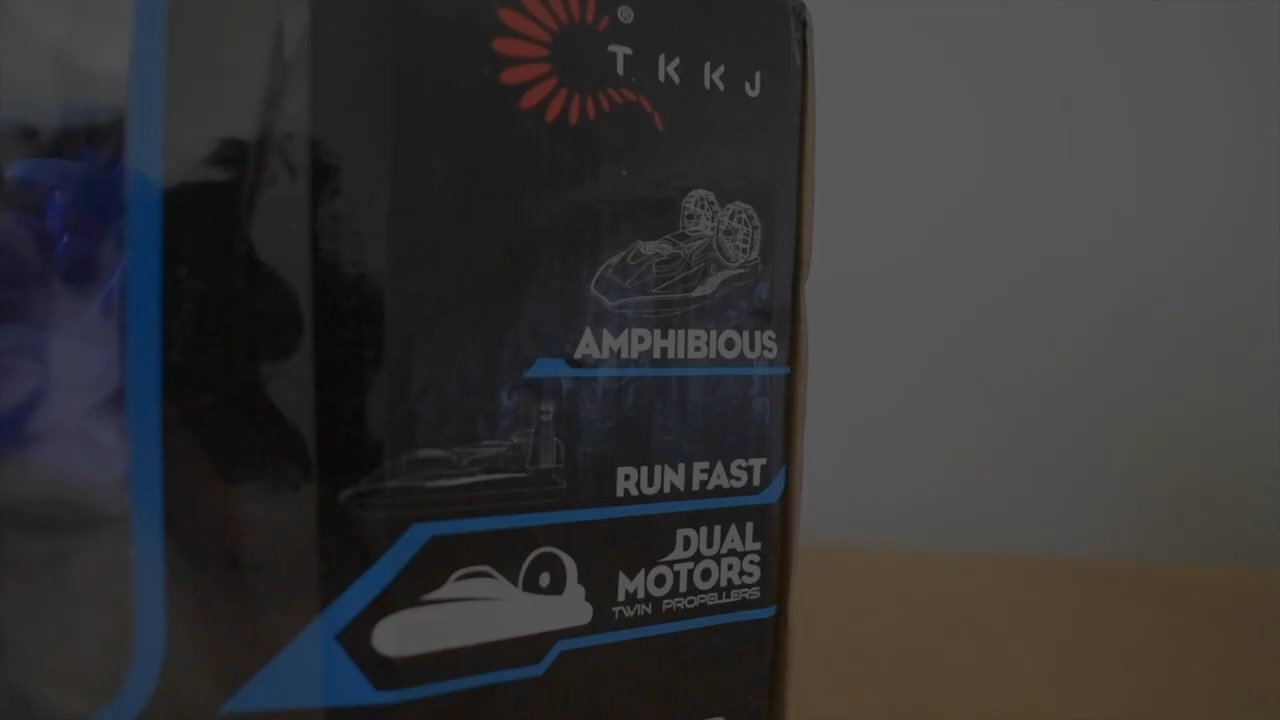 ®
TKKJ
AMPHIBIOUS
RUN FAST
DUAL
MOTORS
TWIN PROPELLERS